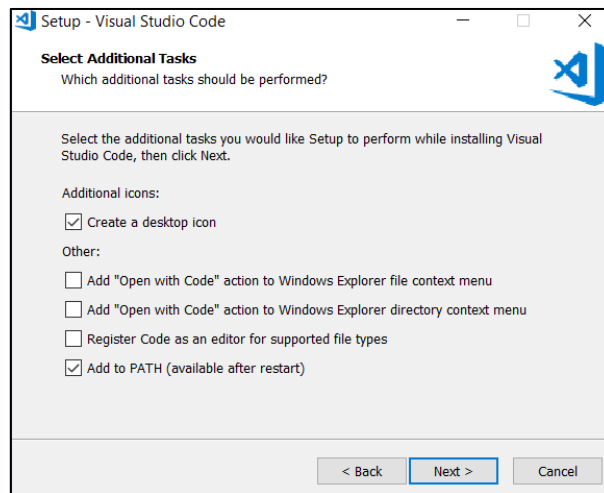 Setup - Visual Studio Code
Select Additional Tasks
Which additional tasks should be performed?
Select the additional tasks you would like Setup to perform while installing Visual
Studio Code, then click Next.
Additional icons:
Create a desktop icon
Other:
Add "Open with Code" action to Windows Explorer file context menu
Add "Open with Code" action to Windows Explorer directory context menu
Register Code as an editor for supported file types
Add to PATH (available after restart)
< Back Next > Cancel